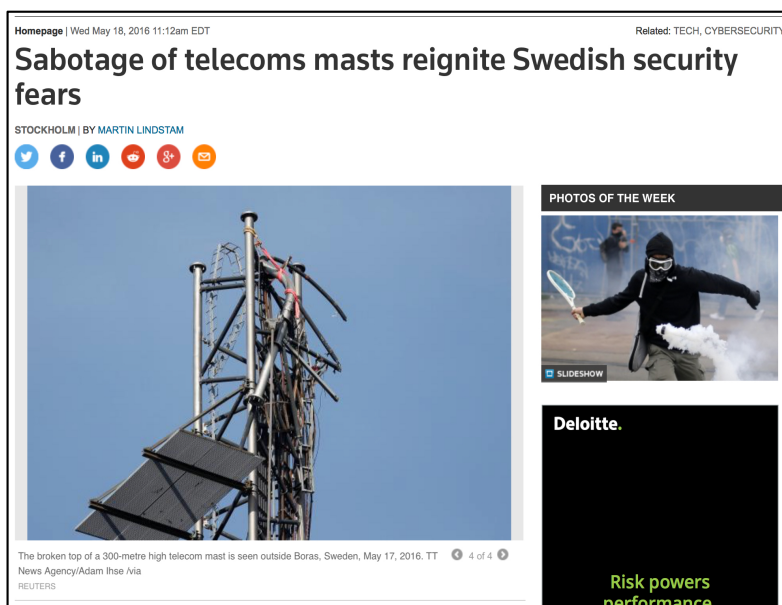 Homepage | Wed May 18, 2016 11:12am EDT
Related: TECH, CYBERSECURITY
Sabotage of telecoms masts reignite Swedish security
fears
STOCKHOLM | BY MARTIN LINDSTAM
The broken top of a 300-metre high telecom mast is seen outside Boras, Sweden, May 17, 2016. TT
News Agency/Adam Ihse /via
4 of 4
REUTERS
PHOTOS OF THE WEEK
SLIDESHOW
Deloitte.
Risk powers
performance